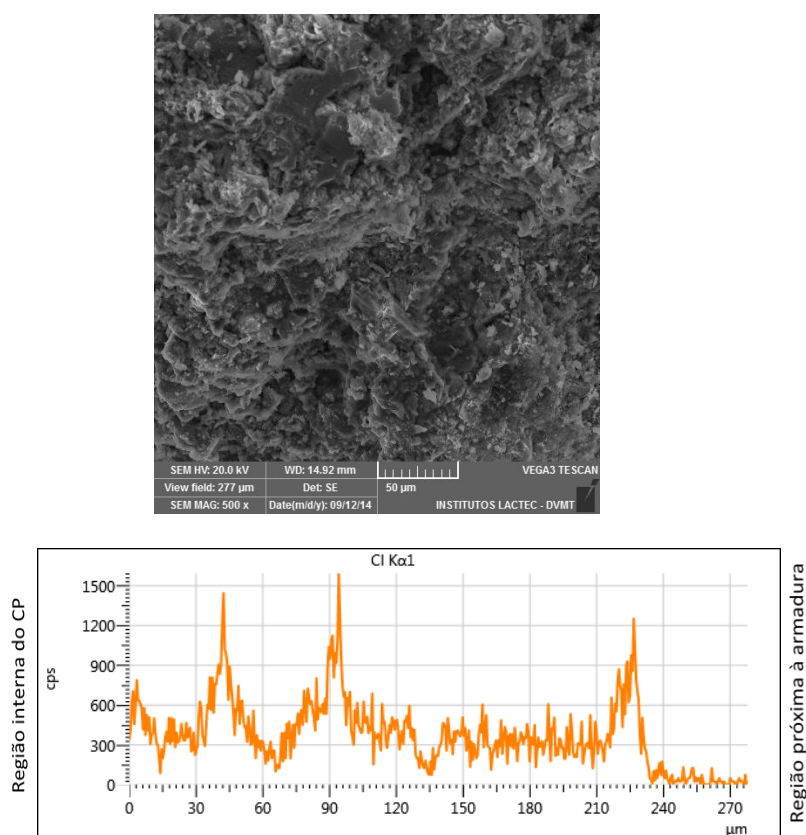 SEM HV: 20.0 kV WD: 14.92 mm VEGA3 TESCAN
View field: 277 µm Det: SE 50 µm
SEM MAG: 500 x Date(m/d/y): 09/12/14 INSTITUTOS LACTEC - DVMT
Cl Kα1
Região interna do CP
cps
1500
1200
900
600
300
0
0 30 60 90 120 150 180 210 240 270
µm
Região próxima à armadura